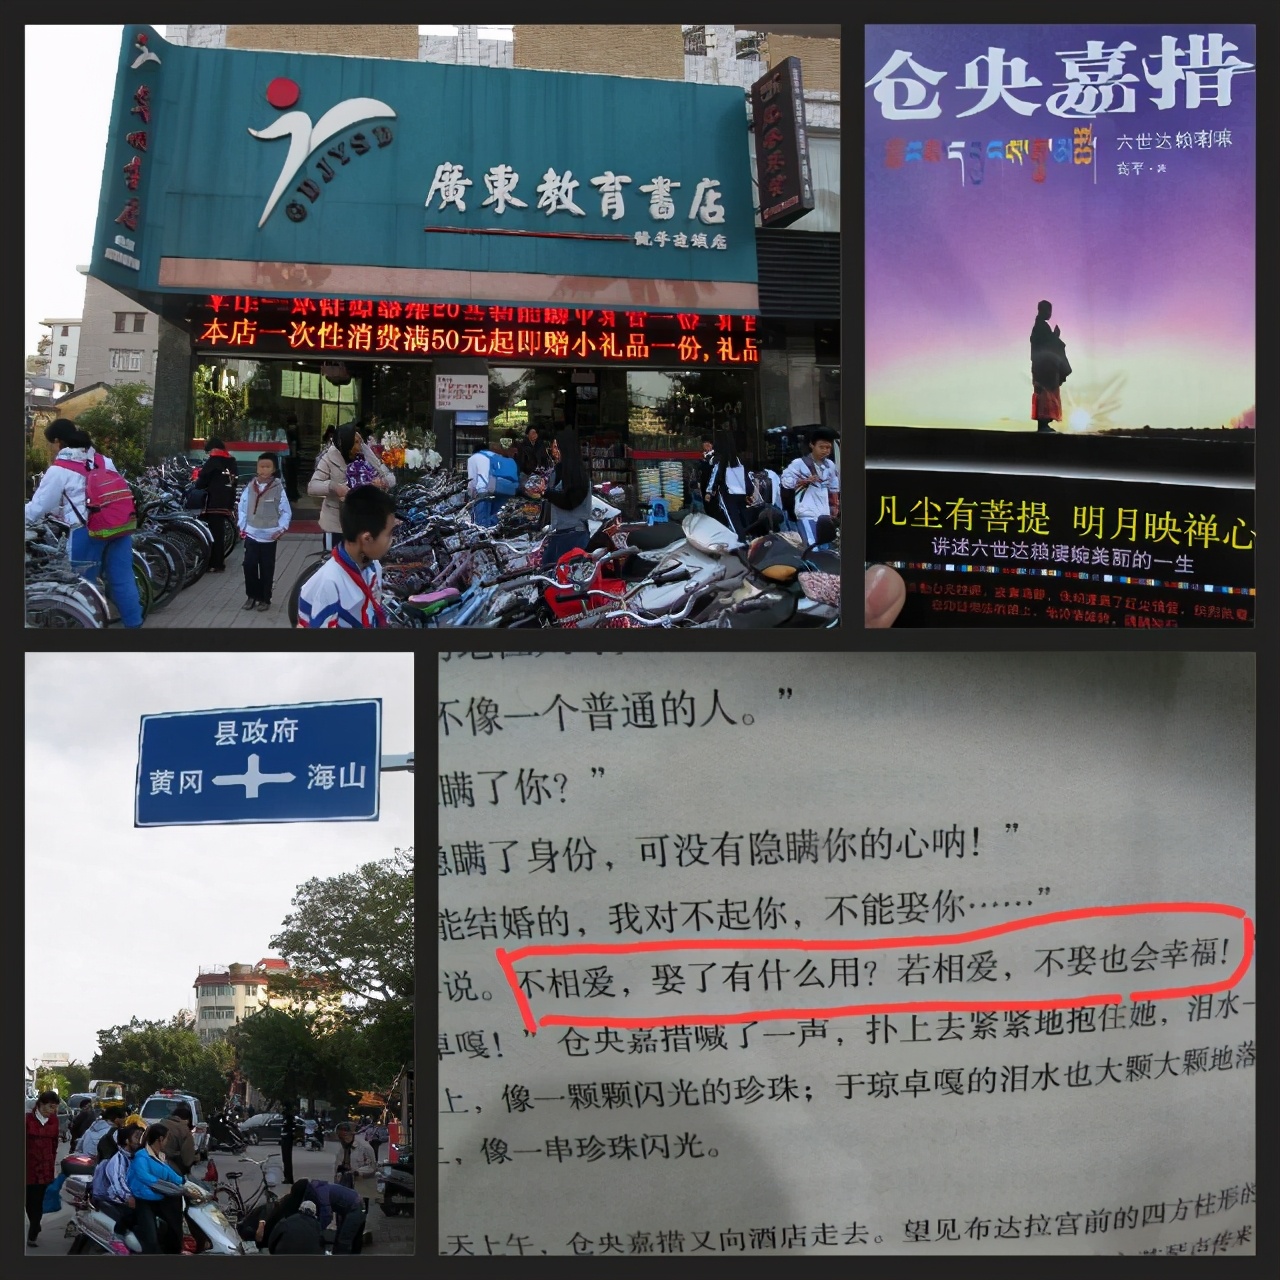 GDJYSD
廣東教育書店
本店一次性消费满50元起即赠小礼品一份,礼品
仓央嘉措
六世达赖喇嘛
高平·著
凡尘有菩提 明月映禅心
讲述六世达赖凄婉美丽的一生
县政府
黄冈
海山
不像一个普通的人。”
瞒了你？”
瞒了身份，可没有隐瞒你的心呐！”
能结婚的，我对不起你，不能娶你……”
说。不相爱，娶了有什么用？若相爱，不娶也会幸福！
卓嘎！”仓央嘉措喊了一声，扑上去紧紧地抱住她，泪水
上，像一颗颗闪光的珍珠；于琼卓嘎的泪水也大颗大颗地落
，像一串珍珠闪光。
天上午，仓央嘉措又向酒店走去。望见布达拉宫前的四方柱形的